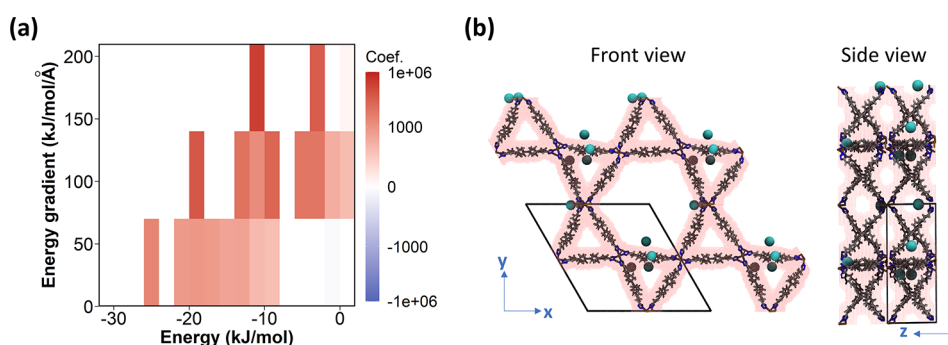 (a)
Energy gradient (kJ/mol/Å)
200
150
100
50
0
-30
-20
-10
0
Energy (kJ/mol)
Coef.
1e+06
1000
0
-1000
-1e+06
(b)
Front view
Side view
y
x
z